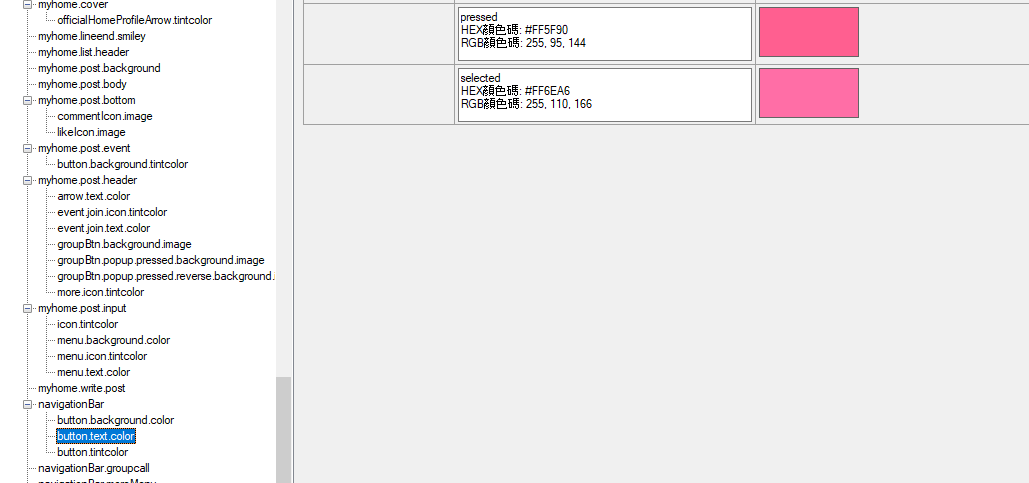 myhome.cover
officialHomeProfileArrow.tintcolor
myhome.lineend.smiley
myhome.list.header
myhome.post.background
myhome.post.body
myhome.post.bottom
commentIcon.image
likeIcon.image
myhome.post.event
button.background.tintcolor
myhome.post.header
arrow.text.color
event.join.icon.tintcolor
event.join.text.color
groupBtn.background.image
groupBtn.popup.pressed.background.image
groupBtn.popup.pressed.reverse.background.
more.icon.tintcolor
myhome.post.input
icon.tintcolor
menu.background.color
menu.icon.tintcolor
menu.text.color
myhome.write.post
navigationBar
button.background.color
button.text.color
button.tintcolor
navigationBar.groupcall
navigationBar.moreMenu
pressed
HEX顏色碼: #FF5F90
RGB顏色碼: 255, 95, 144
selected
HEX顏色碼: #FF6EA6
RGB顏色碼: 255, 110, 166